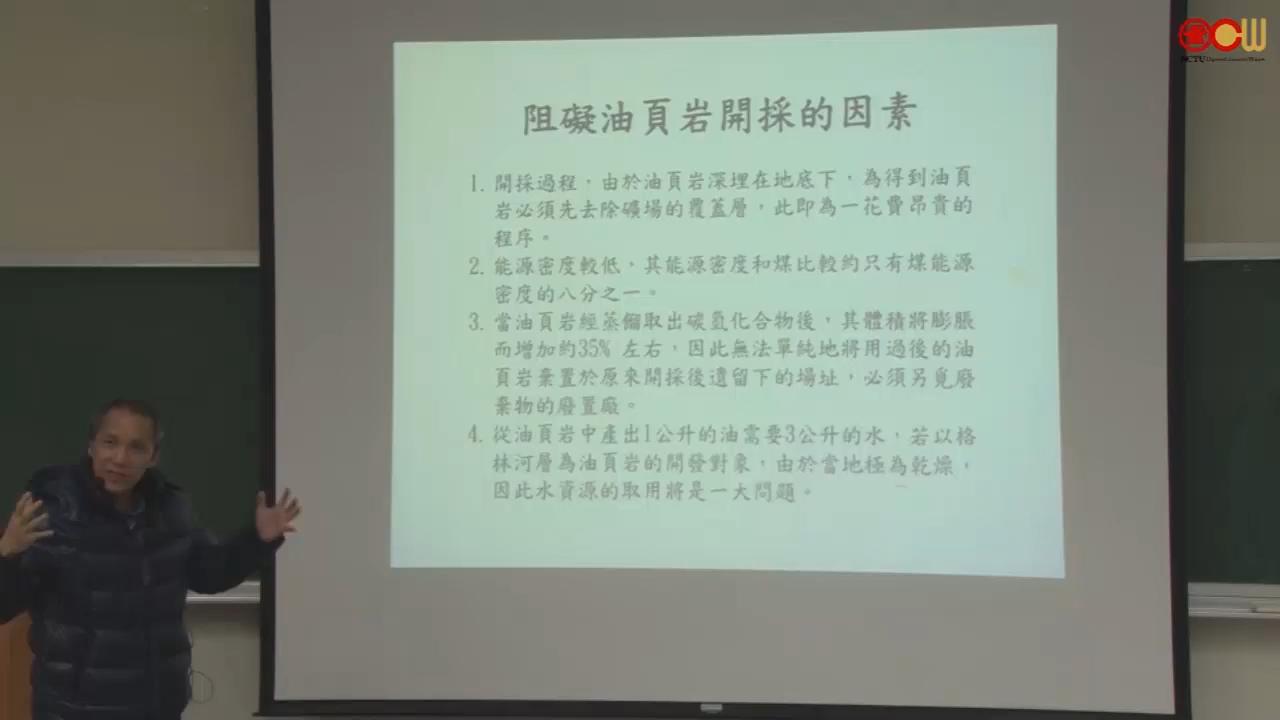 阻礙油頁岩開採的因素
1. 開採過程，由於油頁岩深埋在地底下，為得到油頁
岩必須先去除礦場的覆蓋層，此即為一花費昂貴的
程序。
2. 能源密度較低，其能源密度和煤比較約只有煤能源
密度的八分之一。
3. 當油頁岩經蒸餾取出碳氫化合物後，其體積將膨脹
而增加約35% 左右，因此無法單純地將用過後的油
頁岩棄置於原來開採後遺留下的場址，必須另覓廢
棄物的廢置廠。
4. 從油頁岩中產出1公升的油需要3公升的水，若以格
林河層為油頁岩的開發對象，由於當地極為乾燥，
因此水資源的取用將是一大問題。